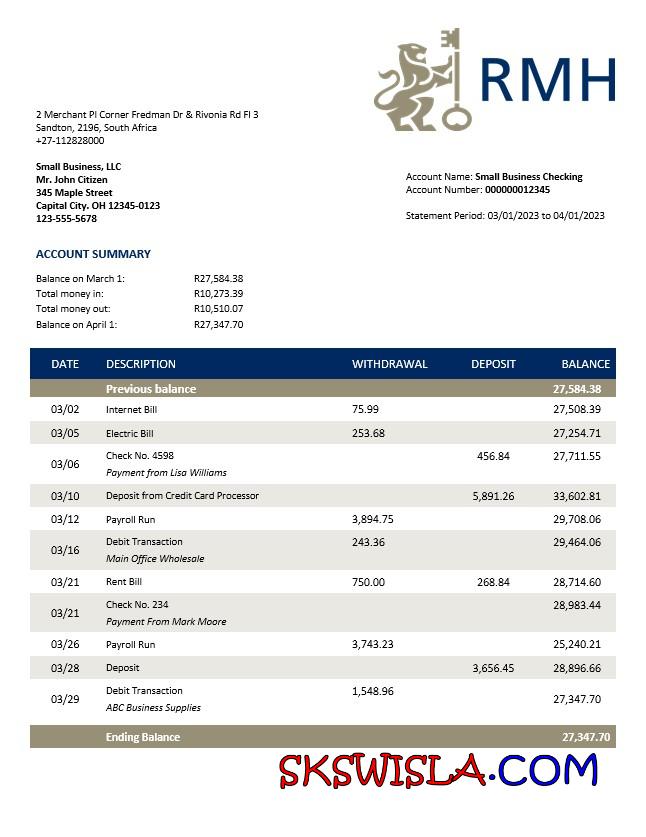 RMH
2 Merchant Pl Corner Fredman Dr & Rivonia Rd Fl 3
Sandton, 2196, South Africa
+27-112828000
Small Business, LLC
Mr. John Citizen
345 Maple Street
Capital City. OH 12345-0123
123-555-5678
Account Name: Small Business Checking
Account Number: 000000012345
Statement Period: 03/01/2023 to 04/01/2023
ACCOUNT SUMMARY
Balance on March 1: R27,584.38
Total money in: R10,273.39
Total money out: R10,510.07
Balance on April 1: R27,347.70
DATE DESCRIPTION WITHDRAWAL DEPOSIT BALANCE
Previous balance 27,584.38
03/02 Internet Bill 75.99 27,508.39
03/05 Electric Bill 253.68 27,254.71
03/06 Check No. 4598 456.84 27,711.55
Payment from Lisa Williams
03/10 Deposit from Credit Card Processor 5,891.26 33,602.81
03/12 Payroll Run 3,894.75 29,708.06
03/16 Debit Transaction 243.36 29,464.06
Main Office Wholesale
03/21 Rent Bill 750.00 268.84 28,714.60
03/21 Check No. 234 28,983.44
Payment From Mark Moore
03/26 Payroll Run 3,743.23 25,240.21
03/28 Deposit 3,656.45 28,896.66
03/29 Debit Transaction 1,548.96 27,347.70
ABC Business Supplies
Ending Balance 27,347.70
SKSWISLA.COM